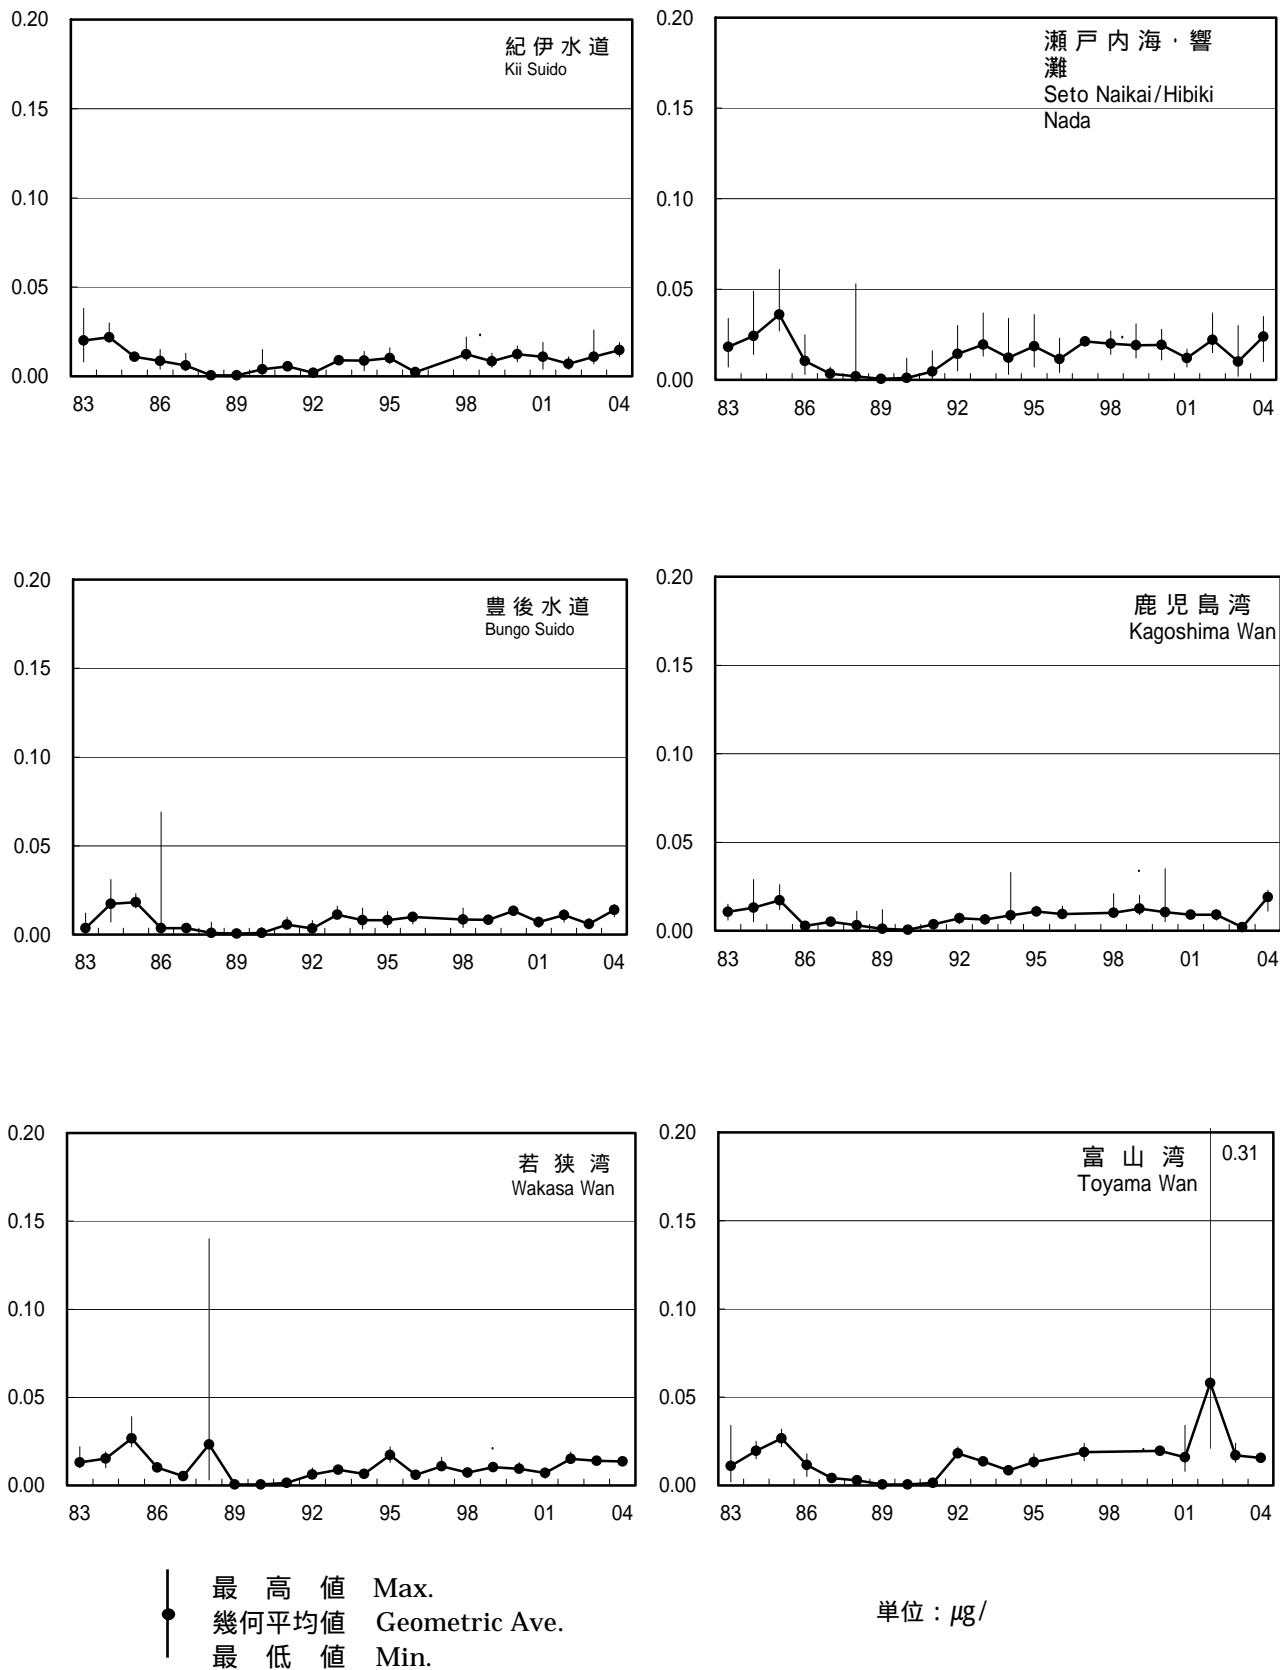 0.20
0.15
0.10
0.05
0.00
83 86 89 92 95 98 01 04
紀伊水道
Kii Suido
0.20
0.15
0.10
0.05
0.00
83 86 89 92 95 98 01 04
瀬戸内海・響
灘
Seto Naikai/Hibiki
Nada
0.20
0.15
0.10
0.05
0.00
83 86 89 92 95 98 01 04
豊後水道
Bungo Suido
0.20
0.15
0.10
0.05
0.00
83 86 89 92 95 98 01 04
鹿児島湾
Kagoshima Wan
0.20
0.15
0.10
0.05
0.00
83 86 89 92 95 98 01 04
若狭湾
Wakasa Wan
0.20
0.15
0.10
0.05
0.00
83 86 89 92 95 98 01 04
富山湾
Toyama Wan
0.31
最高値 Max.
幾何平均値 Geometric Ave.
最低値 Min.
単位：μg/